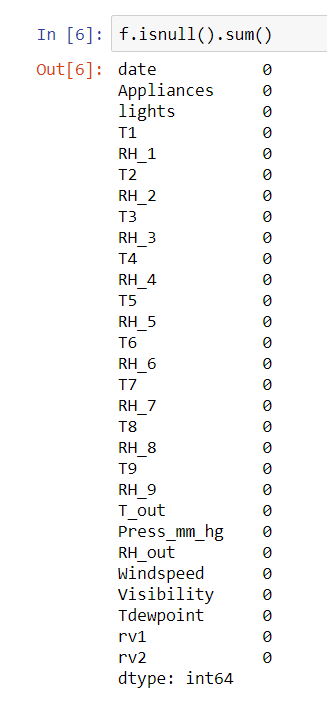 In [6]: f.isnull().sum()
Out[6]: date 0
Appliances 0
lights 0
T1 0
RH_1 0
T2 0
RH_2 0
T3 0
RH_3 0
T4 0
RH_4 0
T5 0
RH_5 0
T6 0
RH_6 0
T7 0
RH_7 0
T8 0
RH_8 0
T9 0
RH_9 0
T_out 0
Press_mm_hg 0
RH_out 0
Windspeed 0
Visibility 0
Tdewpoint 0
rv1 0
rv2 0
dtype: int64